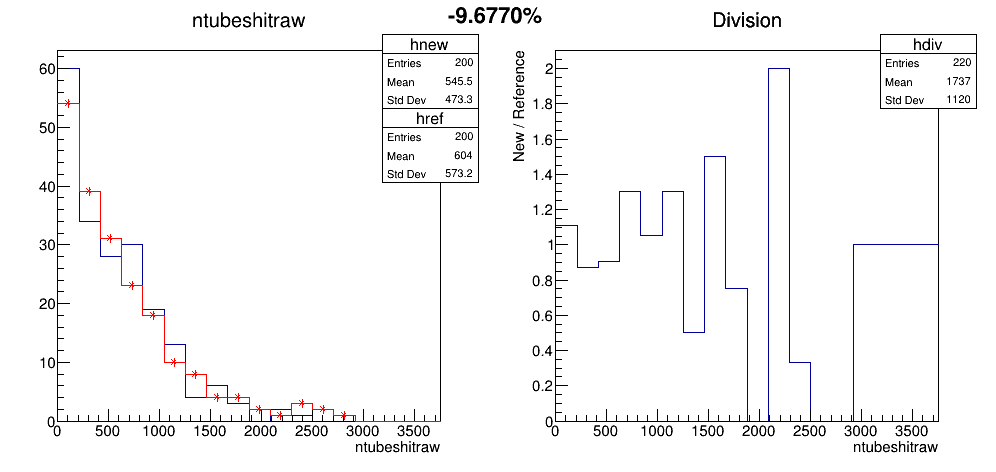 -9.6770%
ntubeshitraw
hnew
Entries 200
Mean 545.5
Std Dev 473.3
href
Entries 200
Mean 604
Std Dev 573.2
60
50
40
30
20
10
0
0 500 1000 1500 2000 2500 3000 3500
ntubeshitraw
Division
hdiv
Entries 220
Mean 1737
Std Dev 1120
New / Reference
2
1.8
1.6
1.4
1.2
1
0.8
0.6
0.4
0.2
0
0 500 1000 1500 2000 2500 3000 3500
ntubeshitraw